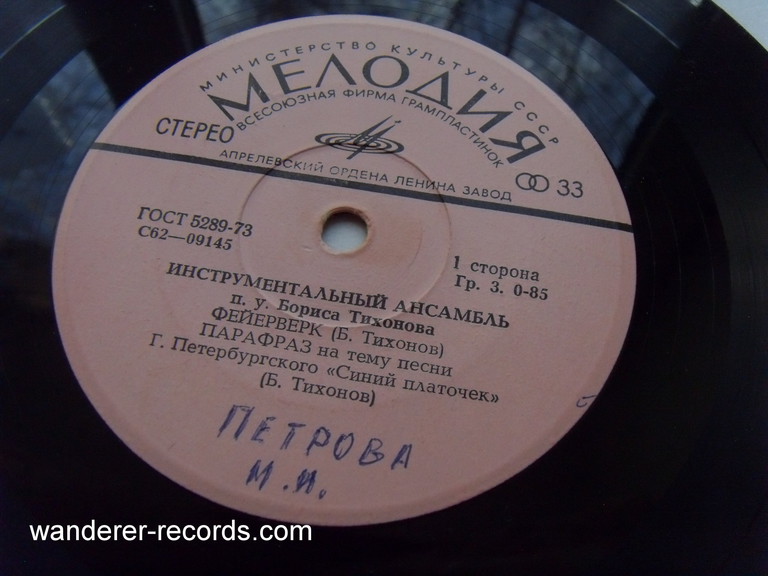 МИНИСТЕРСТВО КУЛЬТУРЫ СССР
МЕЛОДИЯ
ВСЕСОЮЗНАЯ ФИРМА ГРАМПЛАСТИНОК
СТЕРЕО
АПРЕЛЕВСКИЙ ОРДЕНА ЛЕНИНА ЗАВОД
33
ГОСТ 5289-73
С62—09145
1 сторона
Гр. 3. 0-85
ИНСТРУМЕНТАЛЬНЫЙ АНСАМБЛЬ
п. у. Бориса Тихонова
ФЕЙЕРВЕРК (Б. Тихонов)
ПАРАФРАЗ на тему песни
Г. Петербургского «Синий платочек»
(Б. Тихонов)
ПЕТРОВА
М.И.
wanderer-records.com